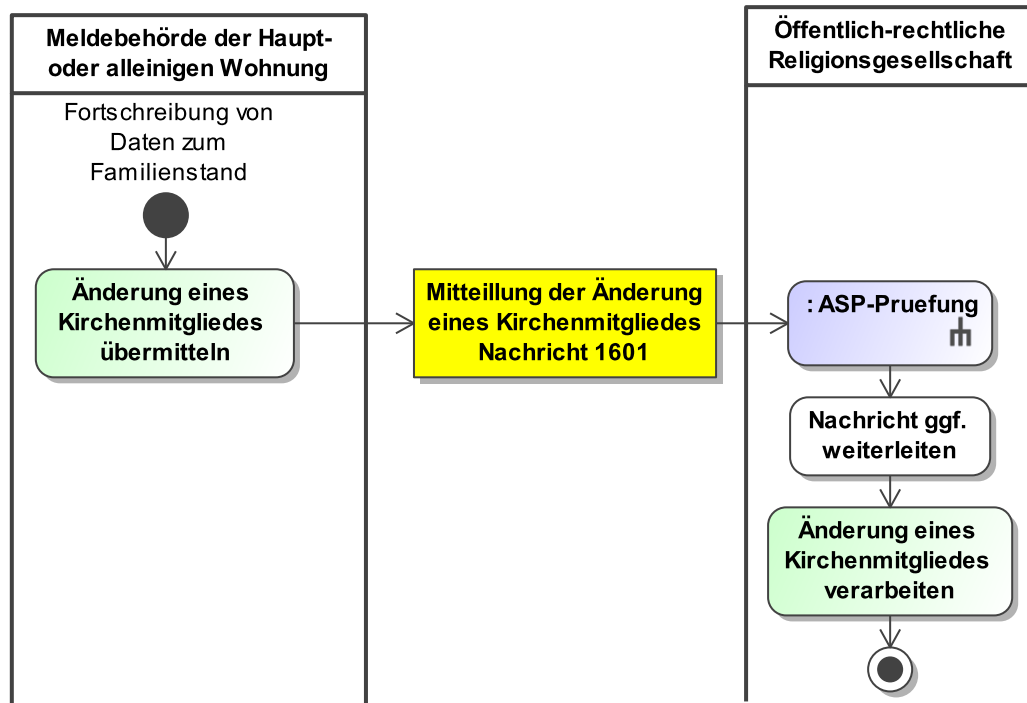 Meldebehörde der Haupt-
oder alleinigen Wohnung
Fortschreibung von
Daten zum
Familienstand
Änderung eines
Kirchenmitgliedes
übermitteln
Mitteillung der Änderung
eines Kirchenmitgliedes
Nachricht 1601
Öffentlich-rechtliche
Religionsgesellschaft
: ASP-Pruefung
Nachricht ggf.
weiterleiten
Änderung eines
Kirchenmitgliedes
verarbeiten